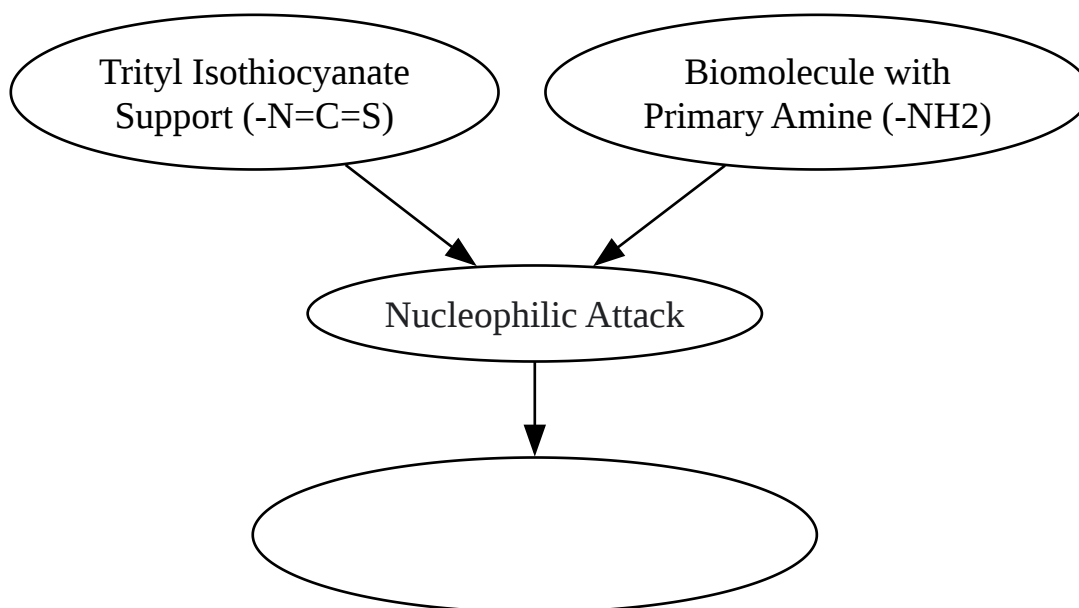 Trityl Isothiocyanate
Support (-N=C=S)
Biomolecule with
Primary Amine (-NH2)
Nucleophilic Attack